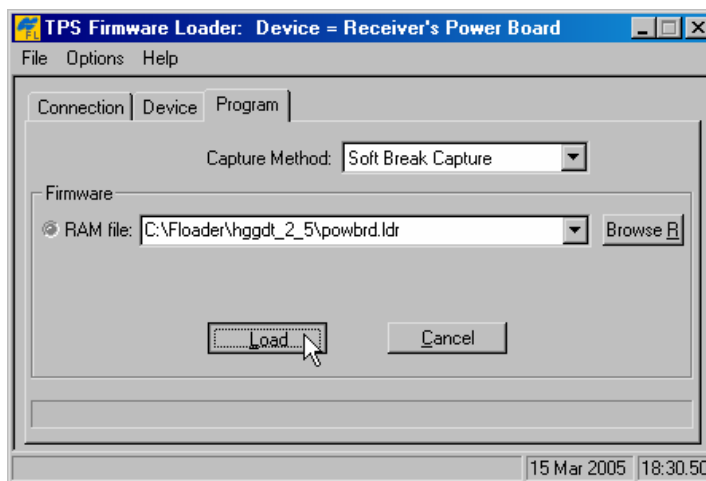 TPS Firmware Loader: Device = Receiver's Power Board
File Options Help
Connection Device Program
Capture Method: Soft Break Capture
Firmware
RAM file: C:\Floader\hggdt_2_5\powbrd.ldr Browse R
Load Cancel
15 Mar 2005 18:30.50